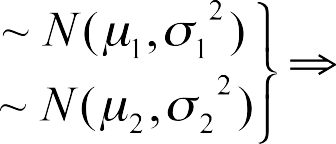 ~ N(μ₁,σ₁²)
~ N(μ₂,σ₂²)} ⇒